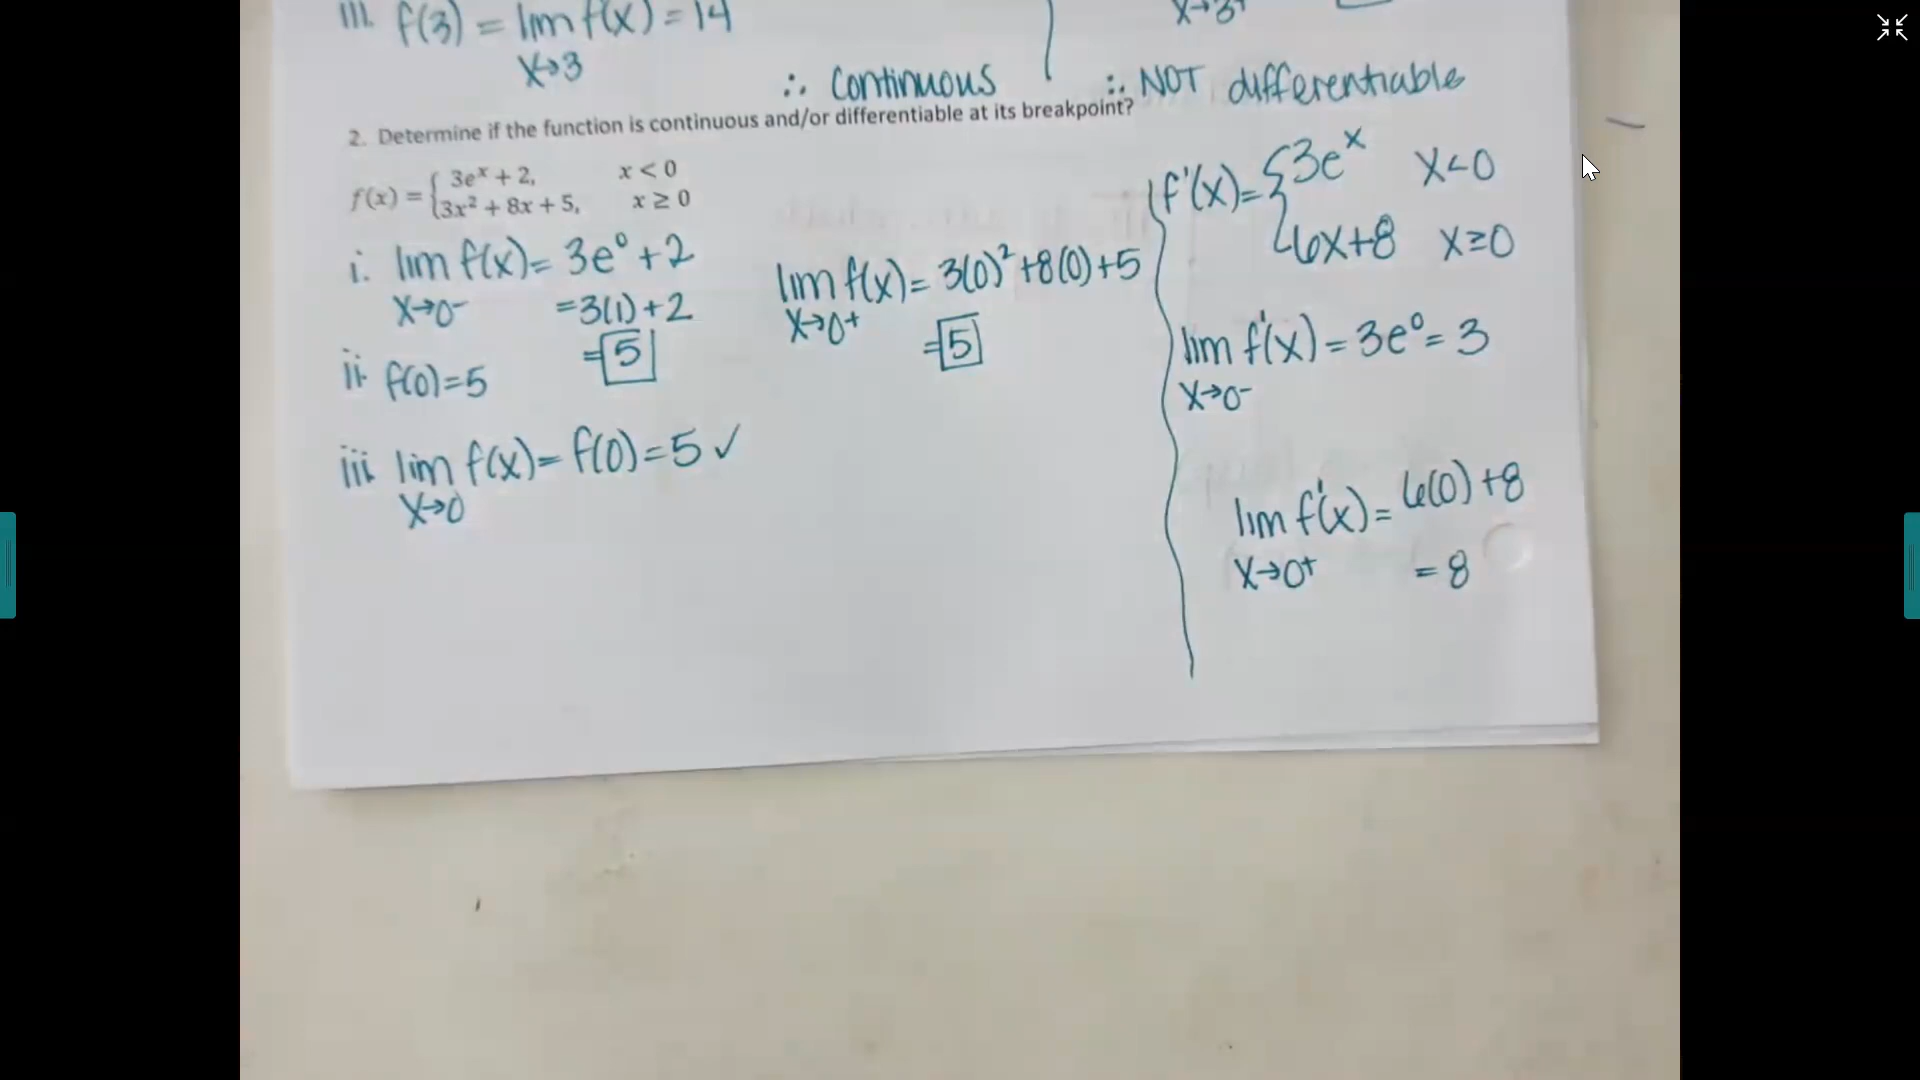 iii. f(3) = lim f(x) = 14
x→3
x→3⁺
∴ Continuous
∴ NOT differentiable
2. Determine if the function is continuous and/or differentiable at its breakpoint?
f(x) = { 3eˣ + 2, x < 0
3x² + 8x + 5, x ≥ 0
i. lim f(x) = 3e⁰ + 2
x→0⁻ = 3(1) + 2
= 5
lim f(x) = 3(0)² + 8(0) + 5
x→0⁺ = 5
ii. f(0) = 5
iii. lim f(x) = f(0) = 5 ✓
x→0
f'(x) = { 3eˣ x < 0
6x+8 x ≥ 0
lim f'(x) = 3e⁰ = 3
x→0⁻
lim f'(x) = 6(0) + 8
x→0⁺ = 8